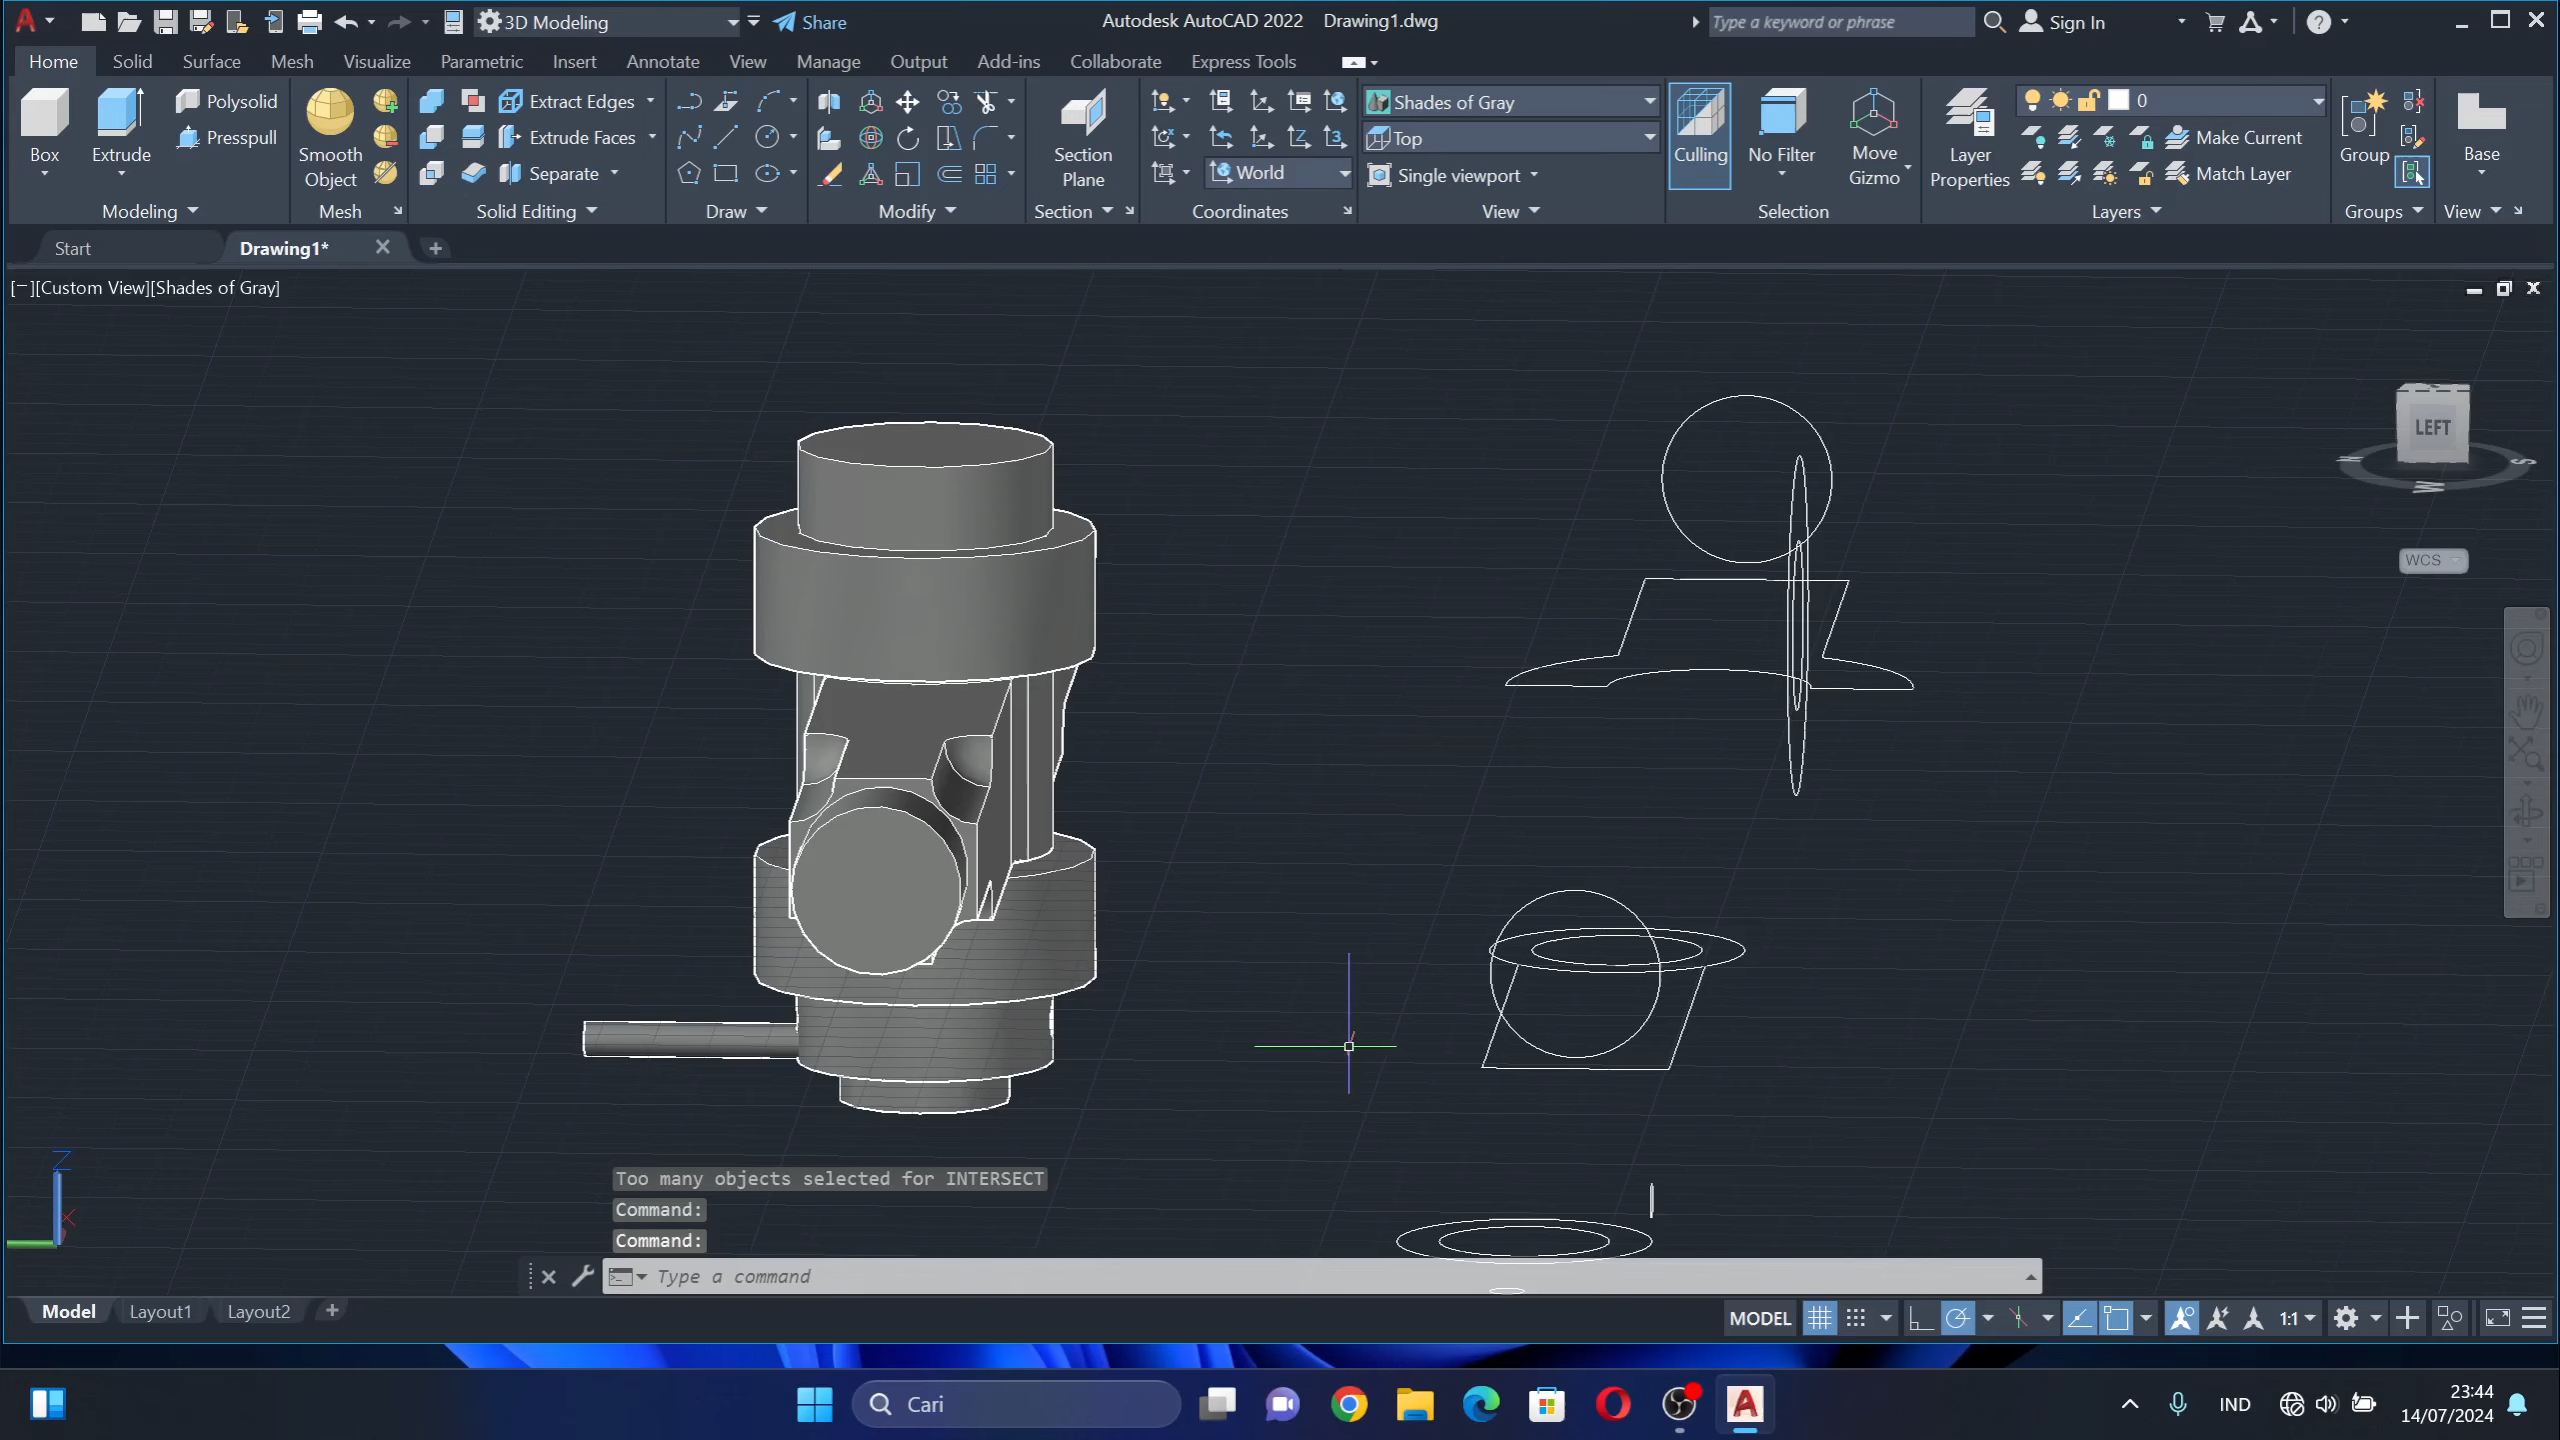 3D Modeling Share Autodesk AutoCAD 2022 Drawing1.dwg Type a keyword or phrase Sign In
Home Solid Surface Mesh Visualize Parametric Insert Annotate View Manage Output Add-ins Collaborate Express Tools
Box Extrude Polysolid Presspull
Modeling
Smooth Object
Mesh
Extract Edges
Extrude Faces
Separate
Solid Editing
Draw
Modify
Section Plane
Section
World
Coordinates
Shades of Gray
Top
Single viewport
View
Culling No Filter Move Gizmo
Selection
Layer Properties
0
Make Current
Match Layer
Layers
Group
Groups
Base
View
Start Drawing1*
[−][Custom View][Shades of Gray]
LEFT
N
S
W
WCS
Z
X
Too many objects selected for INTERSECT
Command:
Command:
Type a command
Model Layout1 Layout2
MODEL 1:1
Cari
IND
23:44
14/07/2024